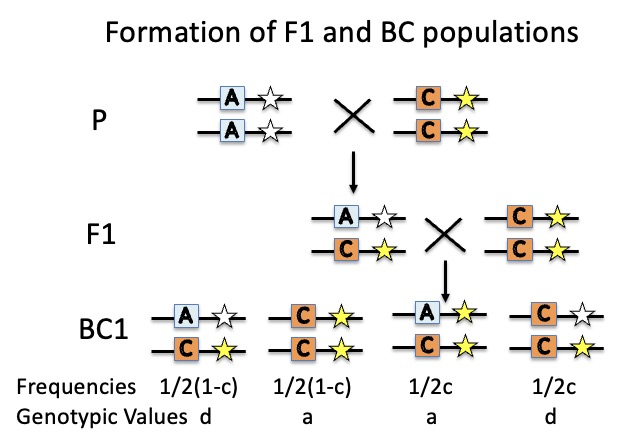 Formation of F1 and BC populations
P
A C
A C
F1
A C
C C
BC1
A C A C
C C C C
Frequencies 1/2(1-c) 1/2(1-c) 1/2c 1/2c
Genotypic Values d a a d